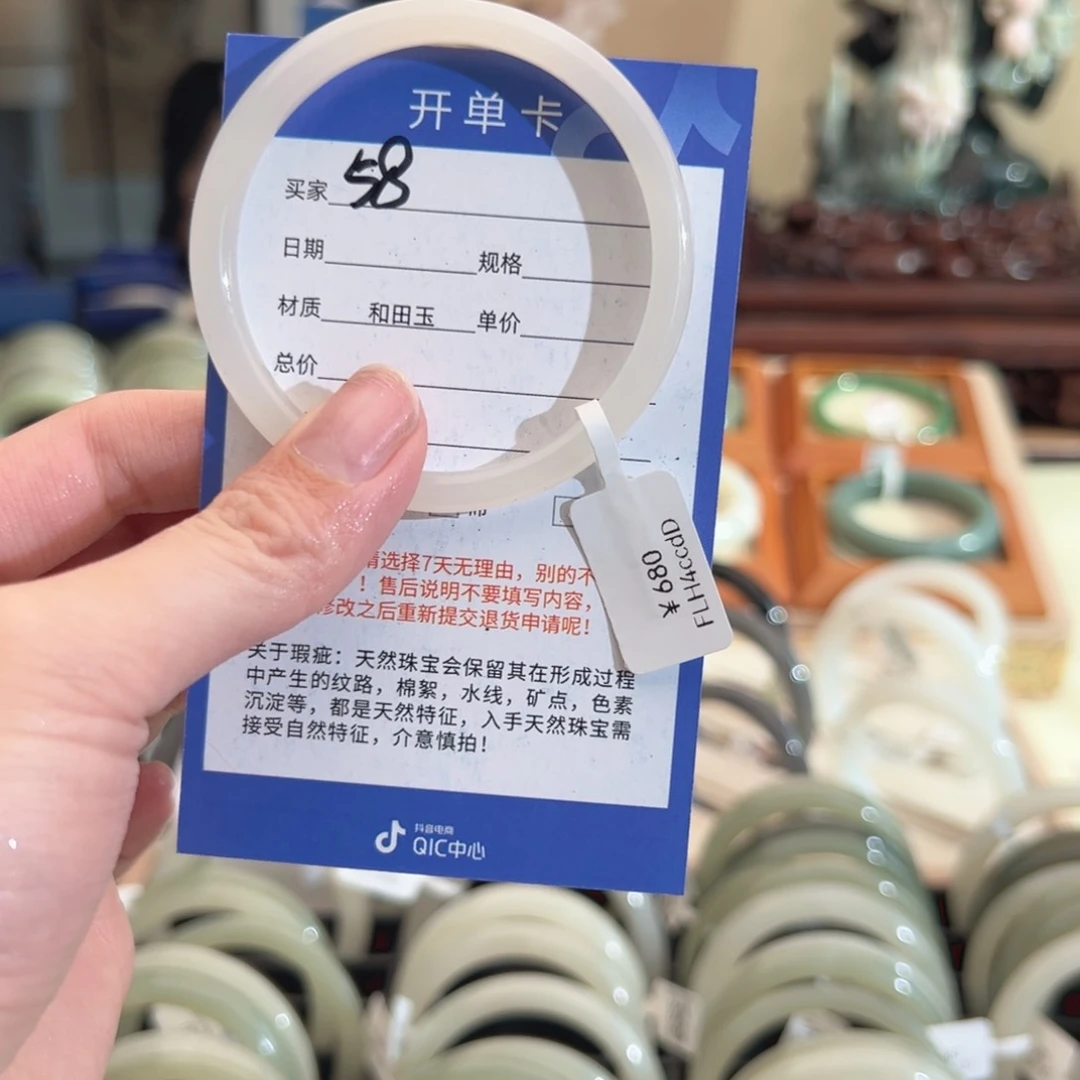 开单卡
买家 58
日期 规格
材质 和田玉 单价
总价
请选择7天无理由，别的不
！售后说明不要填写内容，
修改之后重新提交退货申请呢！
关于瑕疵：天然珠宝会保留其在形成过程
中产生的纹路，棉絮，水线，矿点，色素
沉淀等，都是天然特征，入手天然珠宝需
接受自然特征，介意慎拍！
抖音电商
QIC中心
¥680
FLH4ccdD